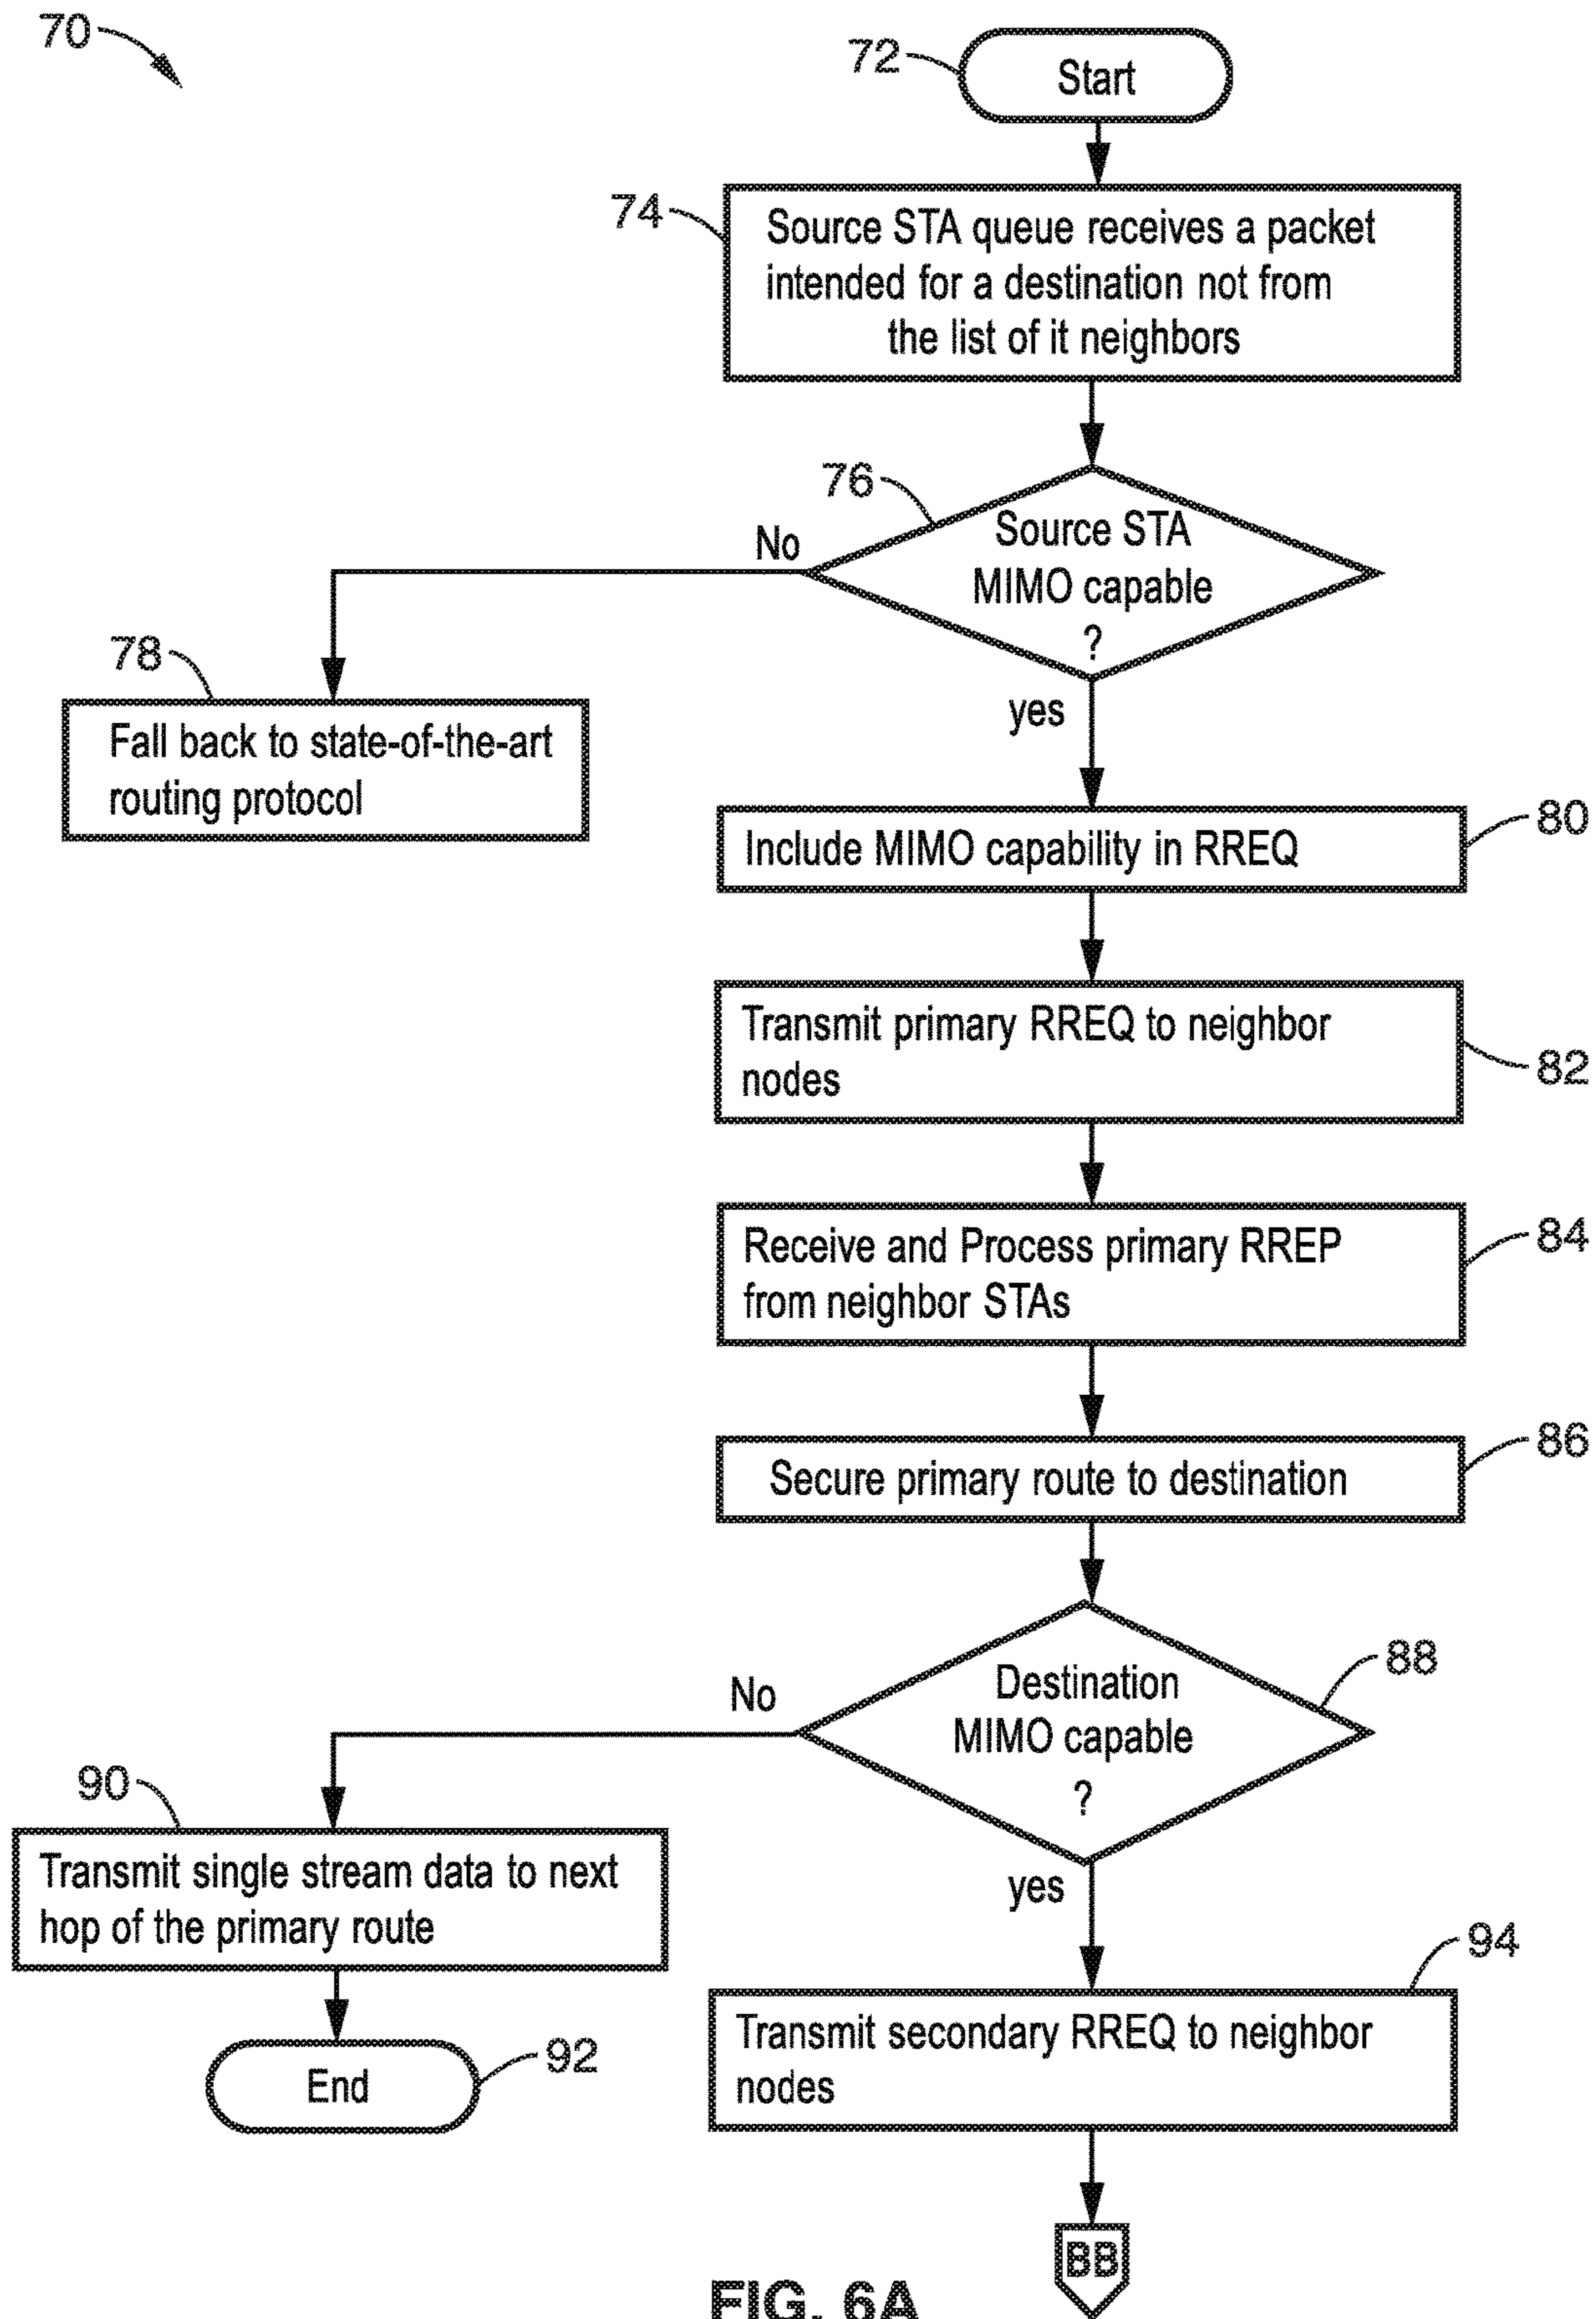 70
72
Start
74
Source STA queue receives a packet
intended for a destination not from
the list of it neighbors
76
Source STA
MIMO capable
?
No
yes
78
Fall back to state-of-the-art
routing protocol
80
Include MIMO capability in RREQ
Transmit primary RREQ to neighbor
nodes
82
Receive and Process primary RREP
from neighbor STAs
84
86
Secure primary route to destination
88
Destination
MIMO capable
?
No
yes
90
Transmit single stream data to next
hop of the primary route
92
End
94
Transmit secondary RREQ to neighbor
nodes
BB
FIG. 6A